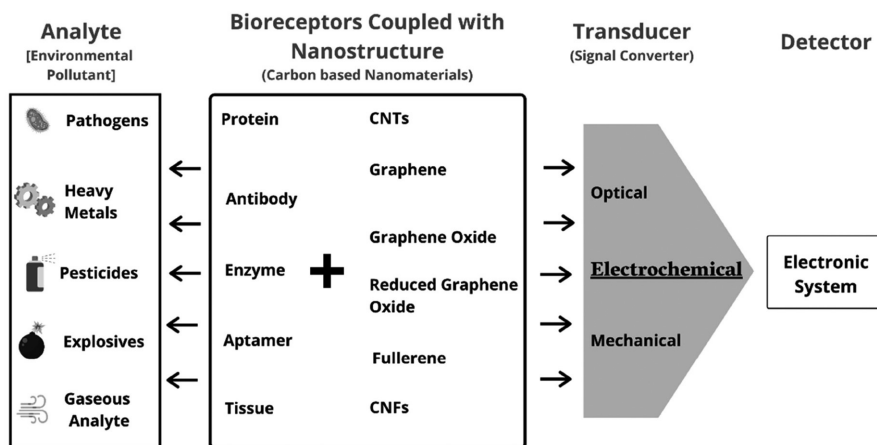 Analyte
[Environmental
Pollutant]
Pathogens
Heavy
Metals
Pesticides
Explosives
Gaseous
Analyte
Bioreceptors Coupled with
Nanostructure
(Carbon based Nanomaterials)
Protein
Antibody
Enzyme
Aptamer
Tissue
+
CNTs
Graphene
Graphene Oxide
Reduced Graphene
Oxide
Fullerene
CNFs
Transducer
(Signal Converter)
Optical
Electrochemical
Mechanical
Detector
Electronic
System